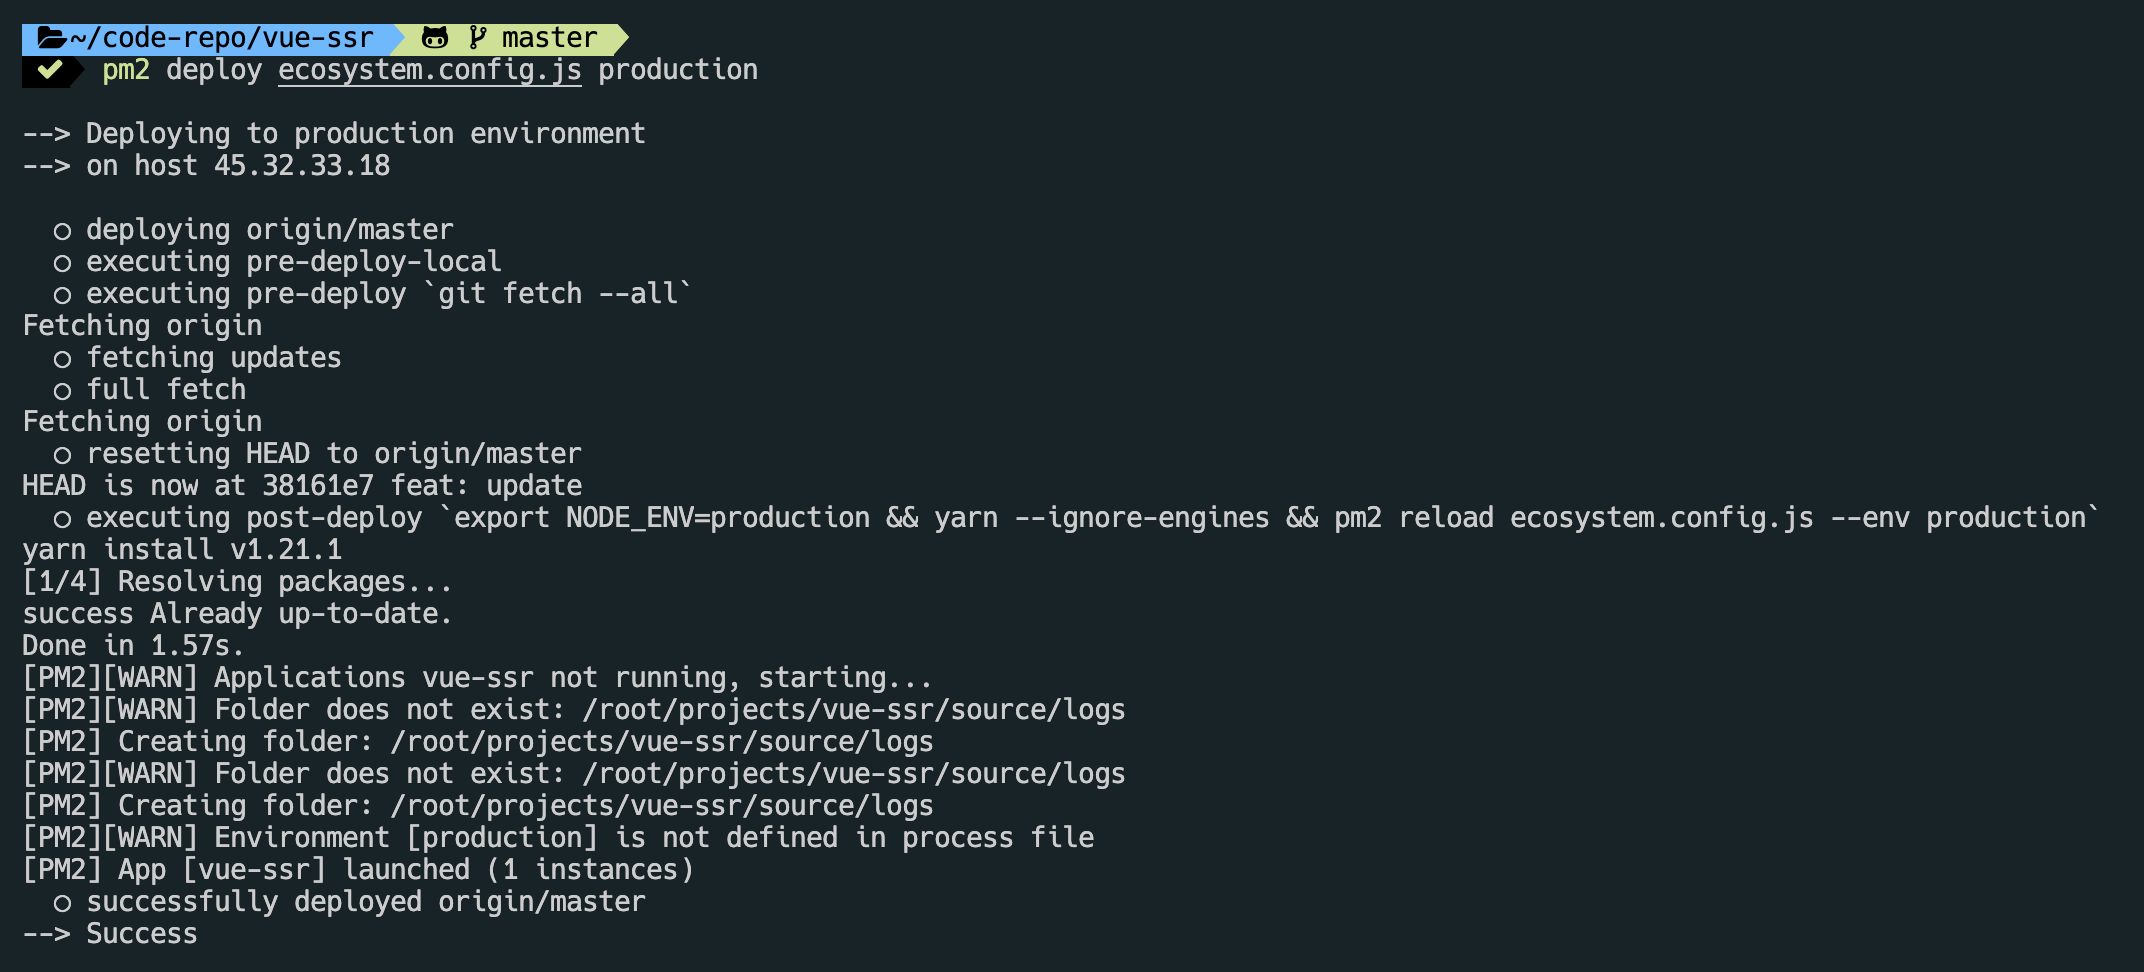 ~/code-repo/vue-ssr master
pm2 deploy ecosystem.config.js production
--> Deploying to production environment
--> on host 45.32.33.18
○ deploying origin/master
○ executing pre-deploy-local
○ executing pre-deploy `git fetch --all`
Fetching origin
○ fetching updates
○ full fetch
Fetching origin
○ resetting HEAD to origin/master
HEAD is now at 38161e7 feat: update
○ executing post-deploy `export NODE_ENV=production && yarn --ignore-engines && pm2 reload ecosystem.config.js --env production`
yarn install v1.21.1
[1/4] Resolving packages...
success Already up-to-date.
Done in 1.57s.
[PM2][WARN] Applications vue-ssr not running, starting...
[PM2][WARN] Folder does not exist: /root/projects/vue-ssr/source/logs
[PM2] Creating folder: /root/projects/vue-ssr/source/logs
[PM2][WARN] Folder does not exist: /root/projects/vue-ssr/source/logs
[PM2] Creating folder: /root/projects/vue-ssr/source/logs
[PM2][WARN] Environment [production] is not defined in process file
[PM2] App [vue-ssr] launched (1 instances)
○ successfully deployed origin/master
--> Success